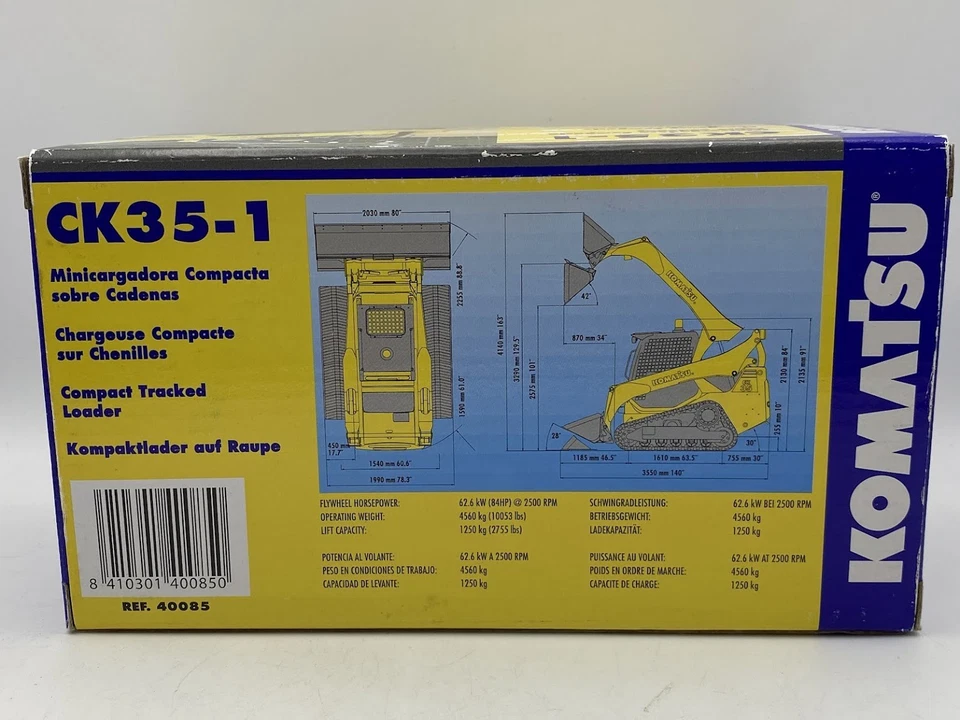 CK35-1
Minicargadora Compacta
sobre Cadenas
Chargeuse Compacte
sur Chenilles
Compact Tracked
Loader
Kompaktlader auf Raupe
8 410301 400850
REF. 40085
2030 mm 80"
2255 mm 88.8"
1590 mm 61.0"
450 mm
17.7"
1540 mm 60.6"
1990 mm 78.3"
4140 mm 163"
3290 mm 129.5"
2575 mm 101"
42°
870 mm 34"
KOMATSU
KOMATSU
2130 mm 84"
2135 mm 91"
255 mm 10"
28°
30°
1185 mm 46.5"
1610 mm 63.5"
755 mm 30"
3550 mm 140"
FLYWHEEL HORSEPOWER: 62.6 kW (84HP) @ 2500 RPM
OPERATING WEIGHT: 4560 kg (10053 lbs)
LIFT CAPACITY: 1250 kg (2755 lbs)
SCHWINGRADLEISTUNG: 62.6 kW BEI 2500 RPM
BETRIEBSGEWICHT: 4560 kg
LADEKAPAZITÄT: 1250 kg
POTENCIA AL VOLANTE: 62.6 kW A 2500 RPM
PESO EN CONDICIONES DE TRABAJO: 4560 kg
CAPACIDAD DE LEVANTE: 1250 kg
PUISSANCE AU VOLANT: 62.6 kW AT 2500 RPM
POIDS EN ORDRE DE MARCHE: 4560 kg
CAPACITE DE CHARGE: 1250 kg
KOMATSU®